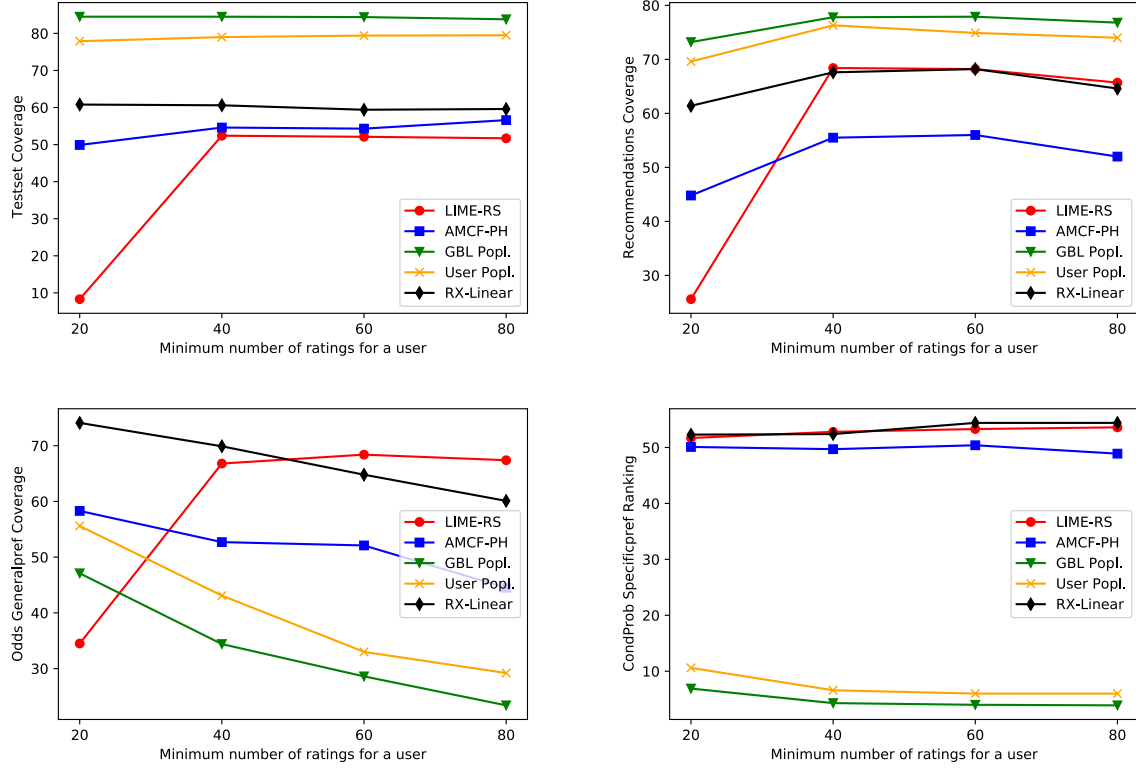 Testset Coverage
80
70
60
50
40
30
20
10
20 40 60 80
Minimum number of ratings for a user
LIME-RS
AMCF-PH
GBL Popl.
User Popl.
RX-Linear
Recommendations Coverage
80
70
60
50
40
30
20 40 60 80
Minimum number of ratings for a user
LIME-RS
AMCF-PH
GBL Popl.
User Popl.
RX-Linear
Odds Generalpref Coverage
70
60
50
40
30
20 40 60 80
Minimum number of ratings for a user
LIME-RS
AMCF-PH
GBL Popl.
User Popl.
RX-Linear
CondProb Specificpref Ranking
50
40
30
20
10
20 40 60 80
Minimum number of ratings for a user
LIME-RS
AMCF-PH
GBL Popl.
User Popl.
RX-Linear